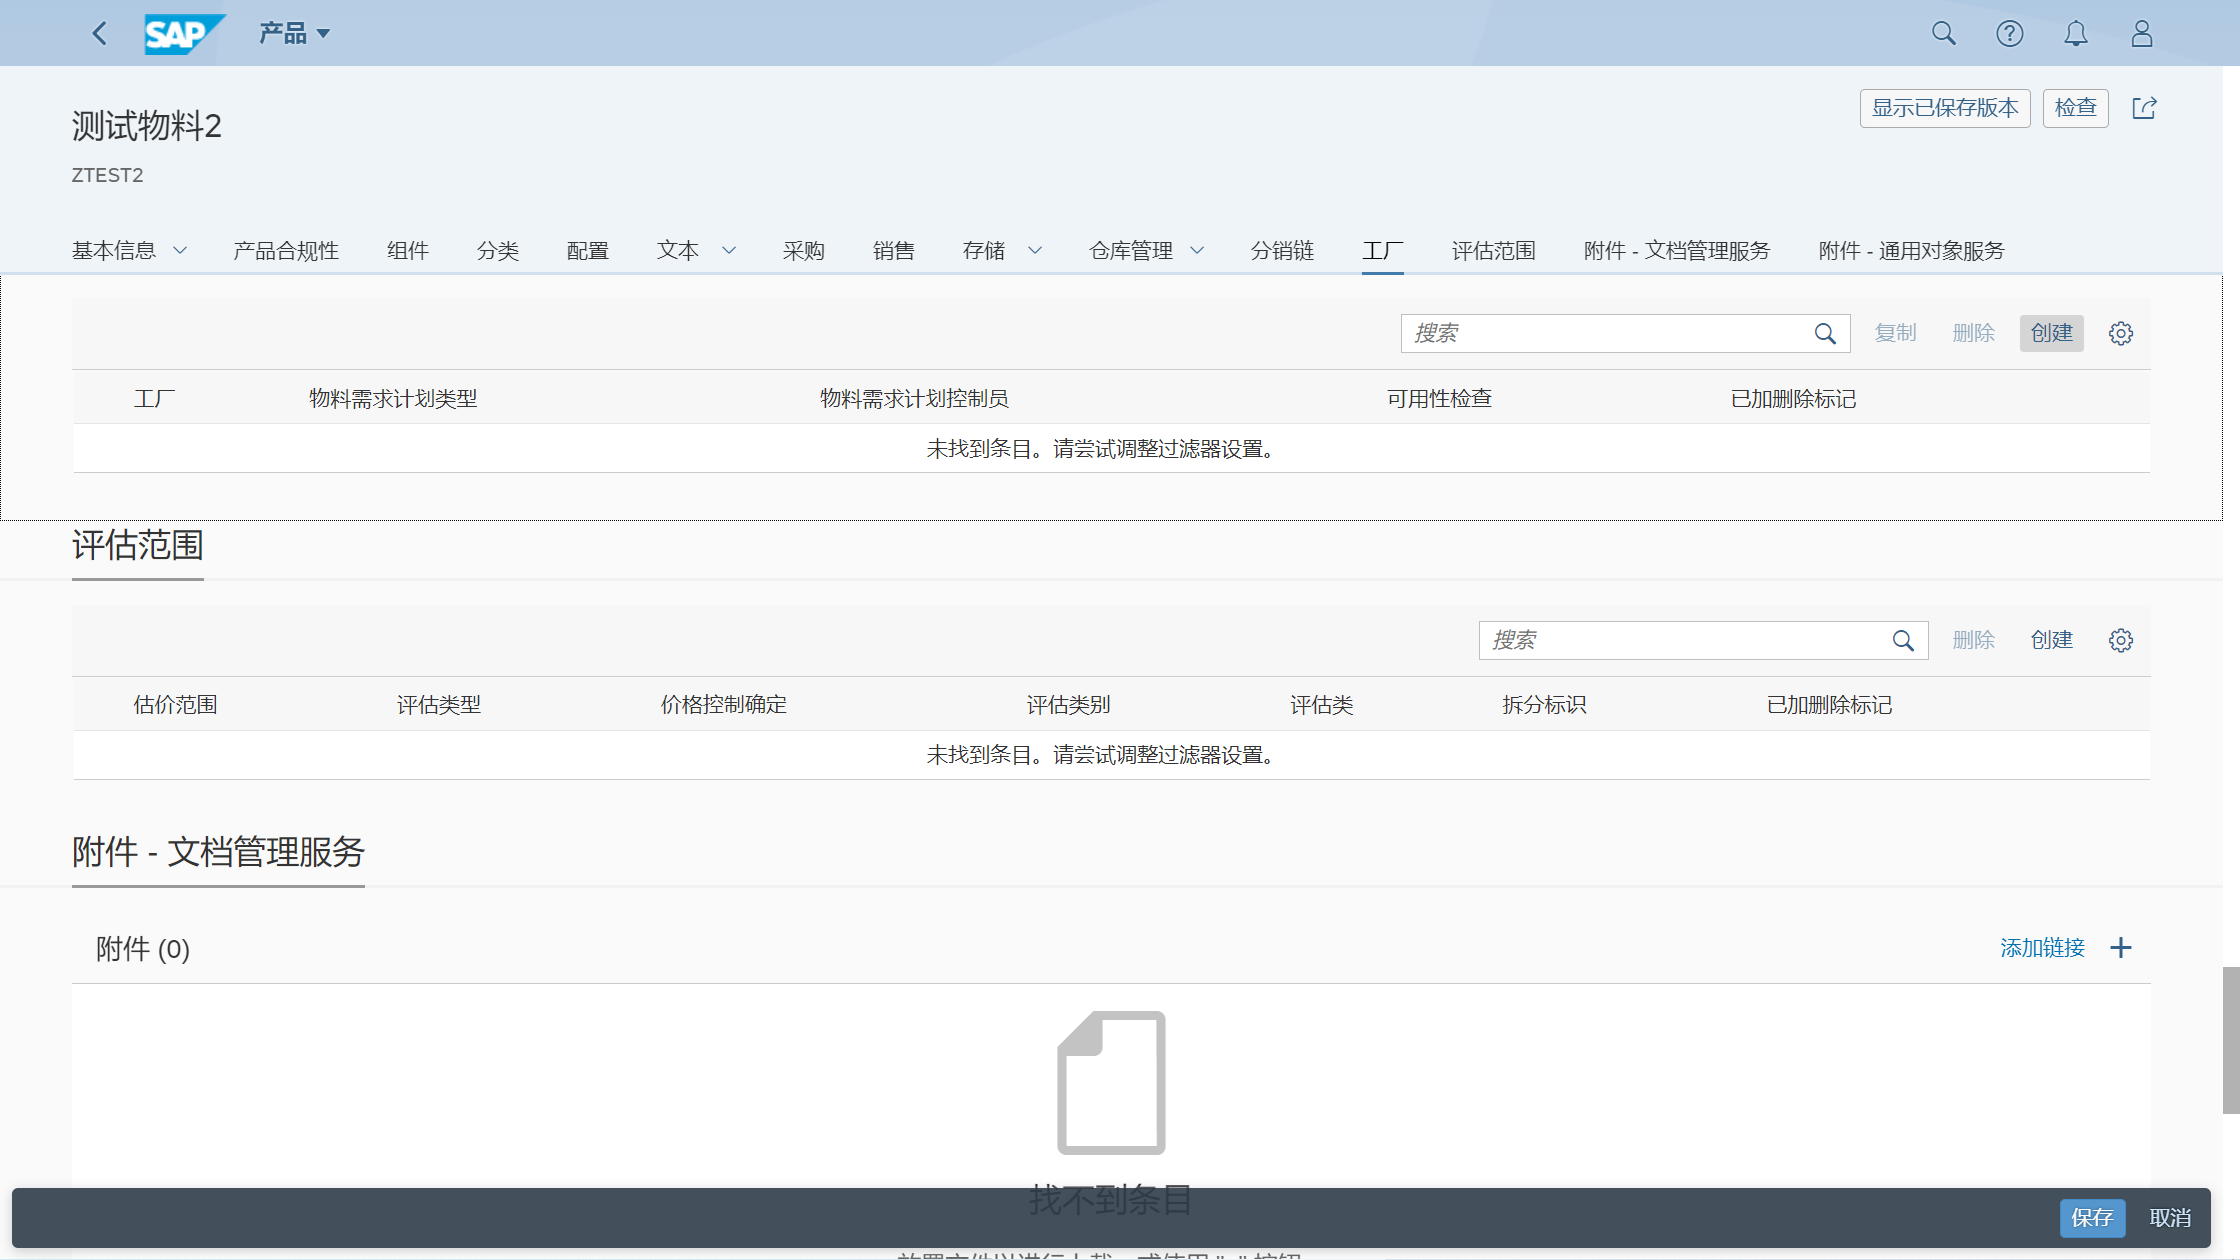 SAP 产品
测试物料2
显示已保存版本 检查
ZTEST2
基本信息 产品合规性 组件 分类 配置 文本 采购 销售 存储 仓库管理 分销链 工厂 评估范围 附件 - 文档管理服务 附件 - 通用对象服务
搜索 复制 删除 创建
工厂 物料需求计划类型 物料需求计划控制员 可用性检查 已加删除标记
未找到条目。请尝试调整过滤器设置。
评估范围
搜索 删除 创建
估价范围 评估类型 价格控制确定 评估类别 评估类 拆分标识 已加删除标记
未找到条目。请尝试调整过滤器设置。
附件 - 文档管理服务
附件 (0) 添加链接
找不到条目
保存 取消